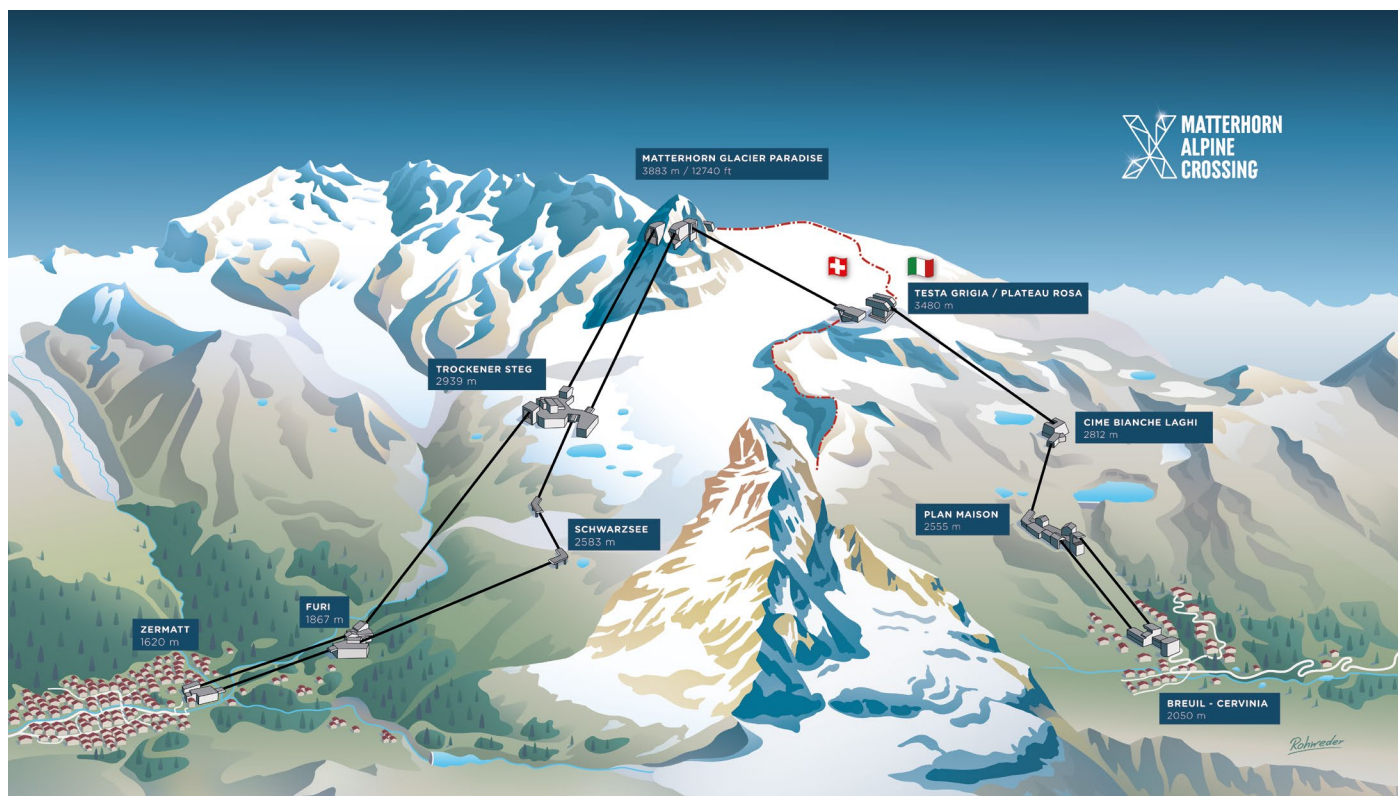 MATTERHORN
ALPINE
CROSSING
MATTERHORN GLACIER PARADISE
3883 m / 12740 ft
TESTA GRIGIA / PLATEAU ROSA
3480 m
TROCKENER STEG
2939 m
CIME BIANCHE LAGHI
2812 m
PLAN MAISON
2555 m
SCHWARZSEE
2583 m
FURI
1867 m
ZERMATT
1620 m
BREUIL - CERVINIA
2050 m
Rohweder